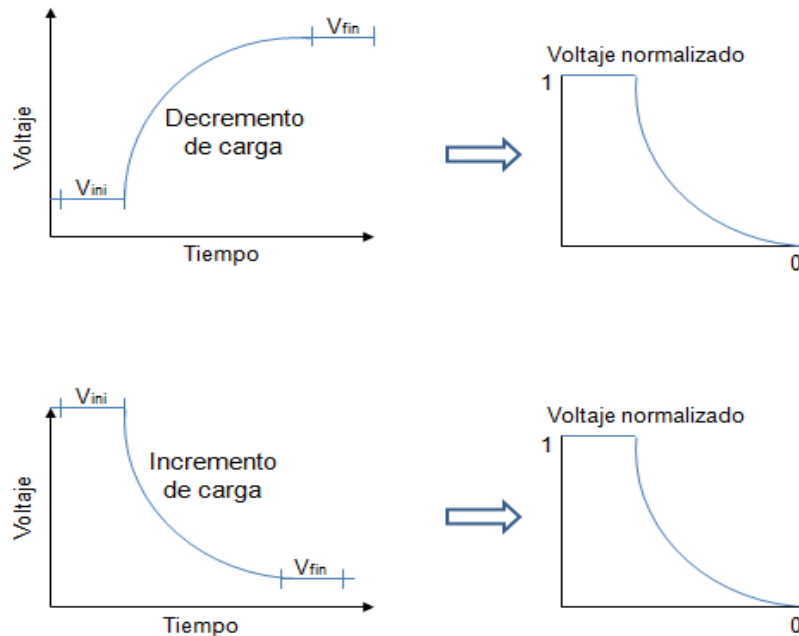 Vfin
Voltaje normalizado
1
Decremento
de carga
Voltaje
Vini
Tiempo
0
Vini
Voltaje normalizado
1
Incremento
de carga
Voltaje
Vfin
Tiempo
0